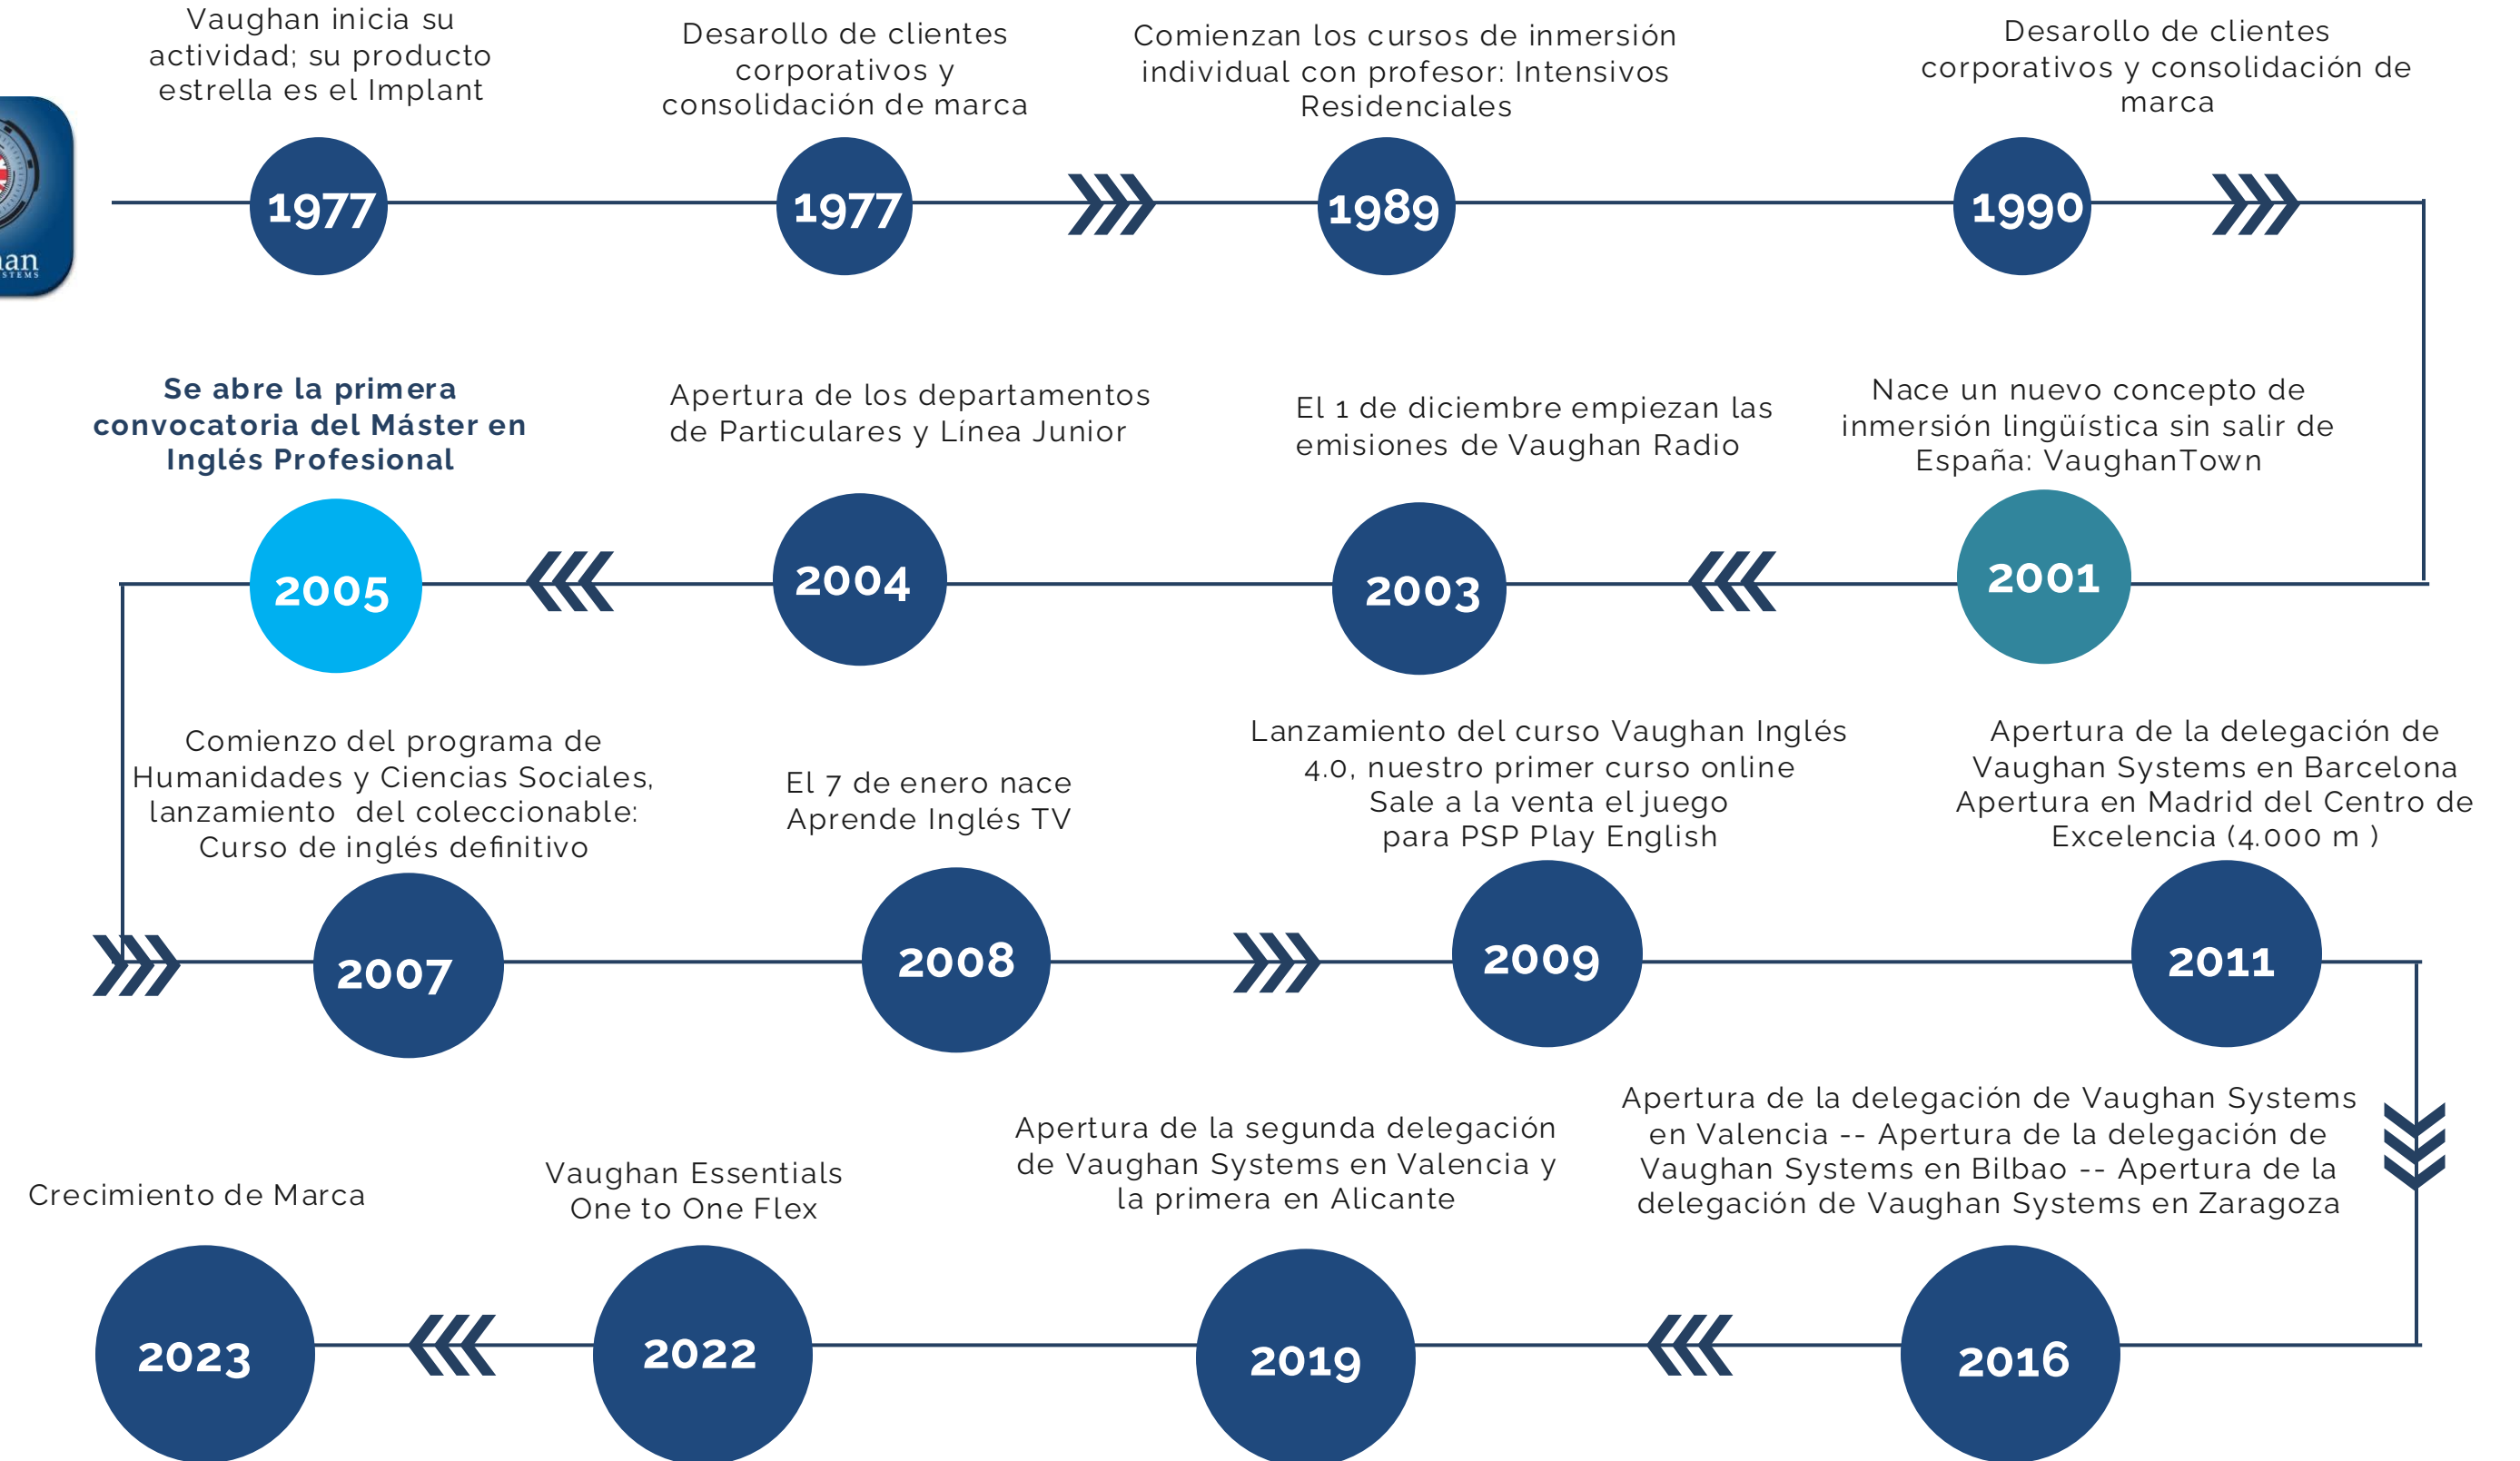 Vaughan inicia su
actividad; su producto
estrella es el Implant
1977
Desarollo de clientes
corporativos y
consolidación de marca
1977
Comienzan los cursos de inmersión
individual con profesor: Intensivos
Residenciales
1989
Desarollo de clientes
corporativos y consolidación de
marca
1990
Nace un nuevo concepto de
inmersión lingüística sin salir de
España: VaughanTown
2001
El 1 de diciembre empiezan las
emisiones de Vaughan Radio
2003
Apertura de los departamentos
de Particulares y Línea Junior
2004
Se abre la primera
convocatoria del Máster en
Inglés Profesional
2005
Comienzo del programa de
Humanidades y Ciencias Sociales,
lanzamiento del coleccionable:
Curso de inglés definitivo
2007
El 7 de enero nace
Aprende Inglés TV
2008
Lanzamiento del curso Vaughan Inglés
4.0, nuestro primer curso online
Sale a la venta el juego
para PSP Play English
2009
Apertura de la delegación de
Vaughan Systems en Barcelona
Apertura en Madrid del Centro de
Excelencia (4.000 m )
2011
Apertura de la delegación de Vaughan Systems
en Valencia -- Apertura de la delegación de
Vaughan Systems en Bilbao -- Apertura de la
delegación de Vaughan Systems en Zaragoza
2016
Apertura de la segunda delegación
de Vaughan Systems en Valencia y
la primera en Alicante
2019
Vaughan Essentials
One to One Flex
2022
Crecimiento de Marca
2023